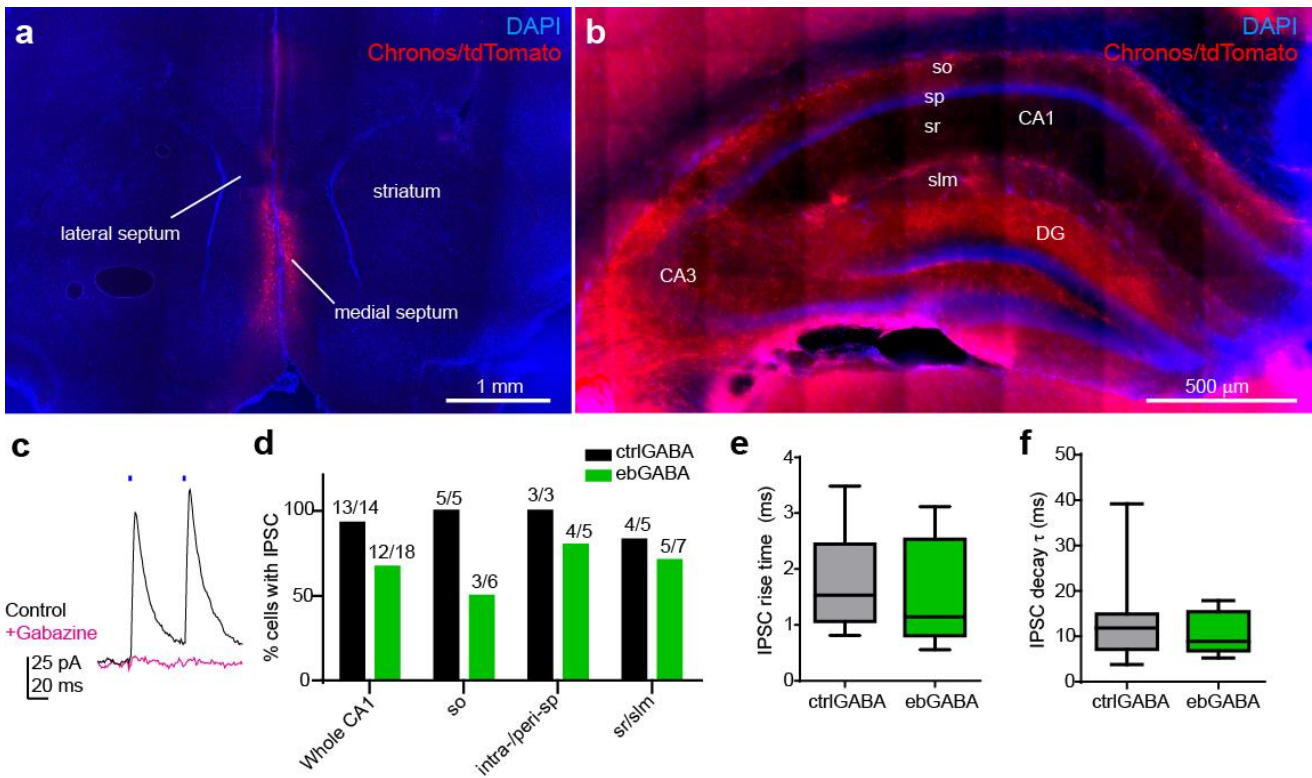 a
DAPI
Chronos/tdTomato
lateral septum
striatum
medial septum
1 mm
b
DAPI
Chronos/tdTomato
so
sp
sr
CA1
slm
DG
CA3
500 µm
c
Control
+Gabazine
25 pA
20 ms
d
ctrlGABA
ebGABA
% cells with IPSC
100
50
0
13/14
12/18
5/5
3/6
3/3
4/5
4/5
5/7
Whole CA1
so
intra-/peri-sp
sr/slm
e
IPSC rise time (ms)
4
3
2
1
0
ctrlGABA
ebGABA
f
IPSC decay τ (ms)
50
40
30
20
10
0
ctrlGABA
ebGABA